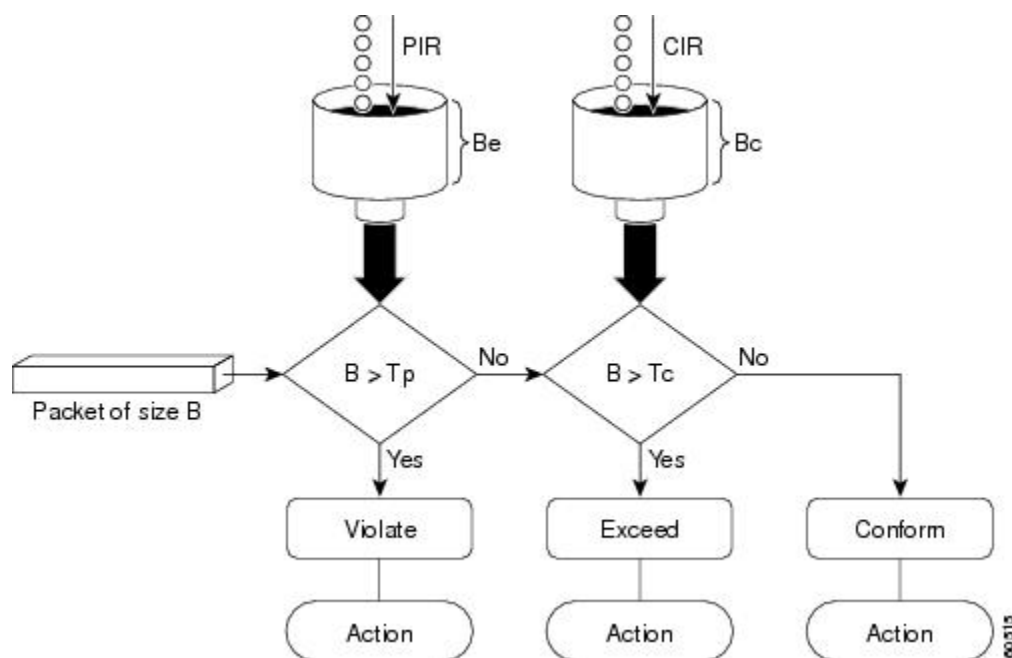 PIR
CIR
Be
Bc
B > Tp
No
B > Tc
No
Packet of size B
Yes
Yes
Violate
Exceed
Conform
Action
Action
Action
60515